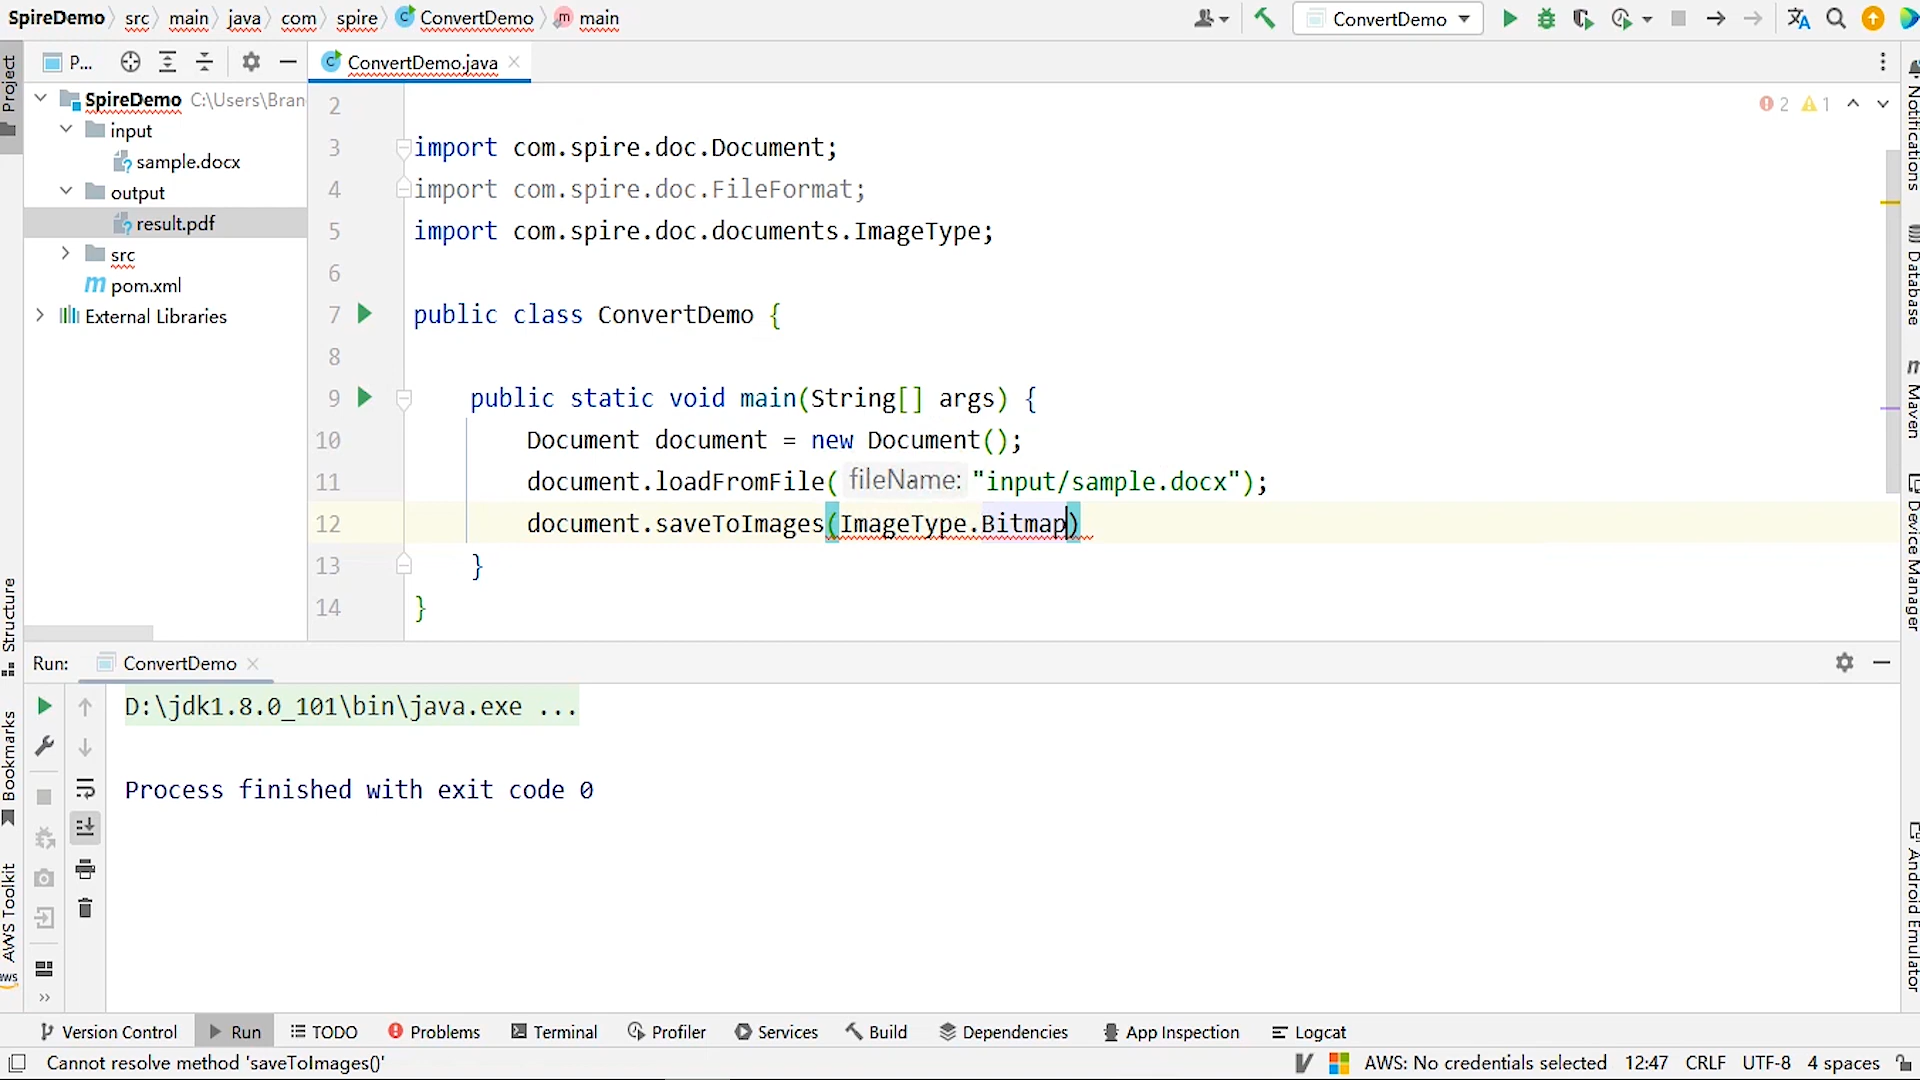 SpireDemo src main java com spire ConvertDemo main
ConvertDemo
Project
P...
ConvertDemo.java
SpireDemo C:\Users\Bran
input
sample.docx
output
result.pdf
src
pom.xml
External Libraries
2
3 import com.spire.doc.Document;
4 import com.spire.doc.FileFormat;
5 import com.spire.doc.documents.ImageType;
6
7 public class ConvertDemo {
8
9 public static void main(String[] args) {
10 Document document = new Document();
11 document.loadFromFile( fileName: "input/sample.docx");
12 document.saveToImages(ImageType.Bitmap)
13 }
14 }
2 1
Notifications
Database
Maven
Device Manager
Android Emulator
Structure
Bookmarks
AWS Toolkit
aws
Run: ConvertDemo
D:\jdk1.8.0_101\bin\java.exe ...
Process finished with exit code 0
Version Control Run TODO Problems Terminal Profiler Services Build Dependencies App Inspection Logcat
Cannot resolve method 'saveToImages()'
AWS: No credentials selected 12:47 CRLF UTF-8 4 spaces